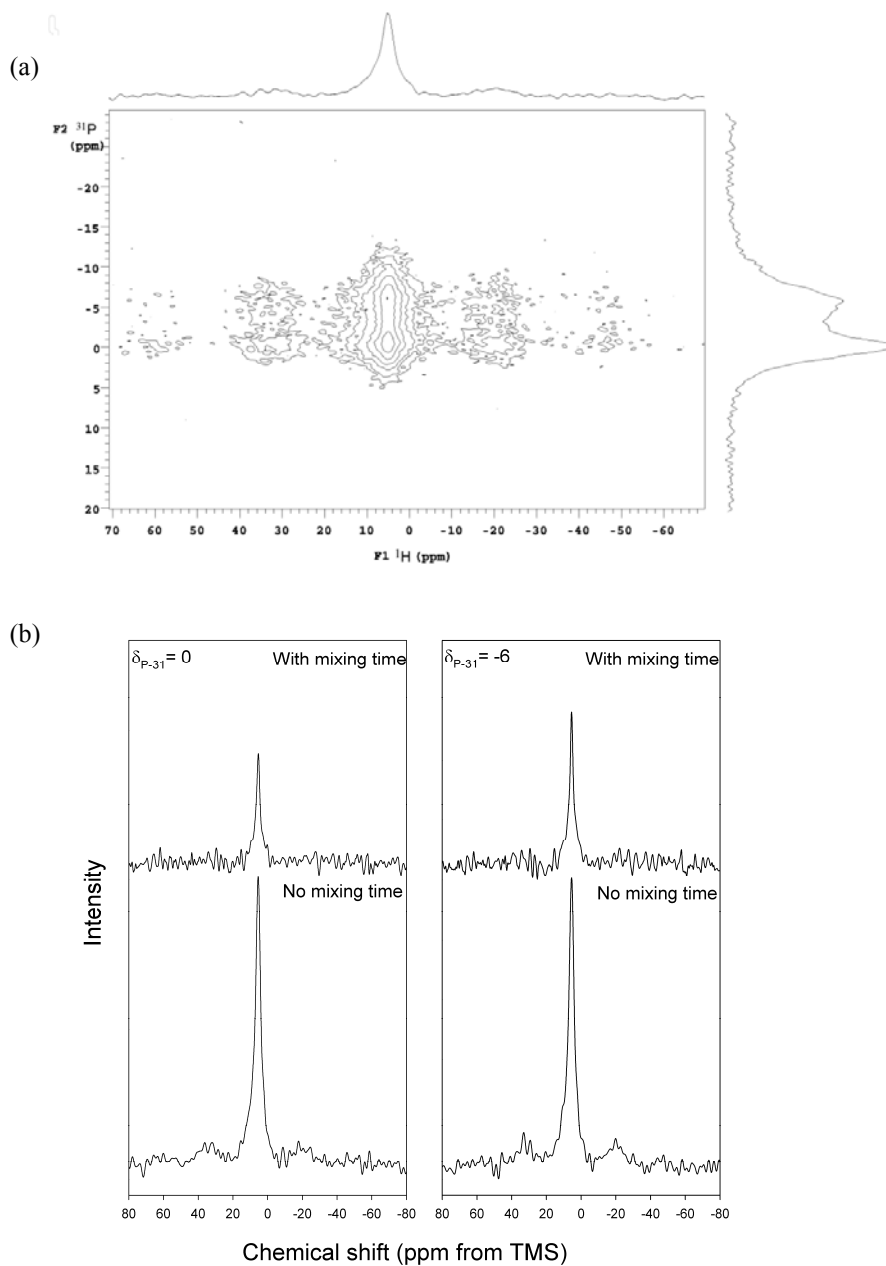 (a)
F2 ³¹P
(ppm)
-20
-15
-10
-5
0
5
10
15
20
70 60 50 40 30 20 10 0 -10 -20 -30 -40 -50 -60
F1 ¹H (ppm)
(b)
δP-31= 0 With mixing time
δP-31= -6 With mixing time
No mixing time
No mixing time
Intensity
80 60 40 20 0 -20 -40 -60 -80
80 60 40 20 0 -20 -40 -60 -80
Chemical shift (ppm from TMS)